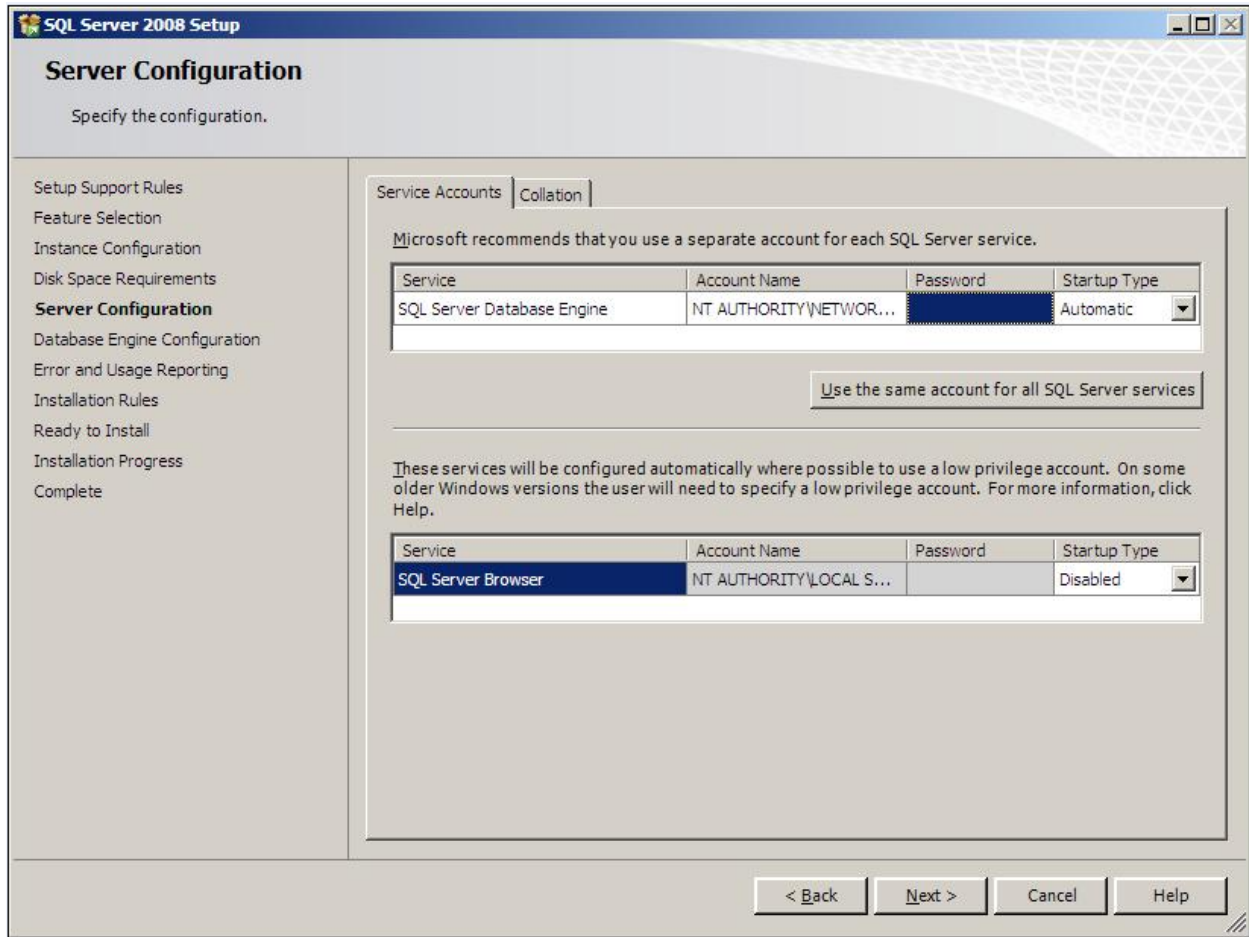 SQL Server 2008 Setup
Server Configuration
Specify the configuration.
Setup Support Rules
Feature Selection
Instance Configuration
Disk Space Requirements
Server Configuration
Database Engine Configuration
Error and Usage Reporting
Installation Rules
Ready to Install
Installation Progress
Complete
Service Accounts Collation
Microsoft recommends that you use a separate account for each SQL Server service.
Service Account Name Password Startup Type
SQL Server Database Engine NT AUTHORITY\NETWOR... Automatic
Use the same account for all SQL Server services
These services will be configured automatically where possible to use a low privilege account. On some
older Windows versions the user will need to specify a low privilege account. For more information, click
Help.
Service Account Name Password Startup Type
SQL Server Browser NT AUTHORITY\LOCAL S... Disabled
< Back Next > Cancel Help